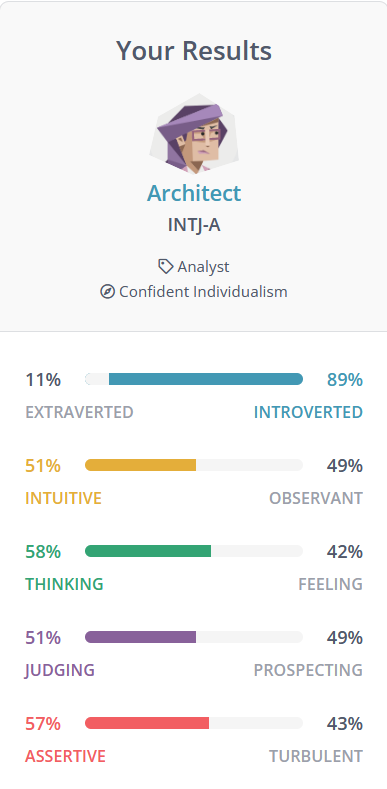 Your Results
Architect
INTJ-A
Analyst
Confident Individualism
11% 89%
EXTRAVERTED INTROVERTED
51% 49%
INTUITIVE OBSERVANT
58% 42%
THINKING FEELING
51% 49%
JUDGING PROSPECTING
57% 43%
ASSERTIVE TURBULENT